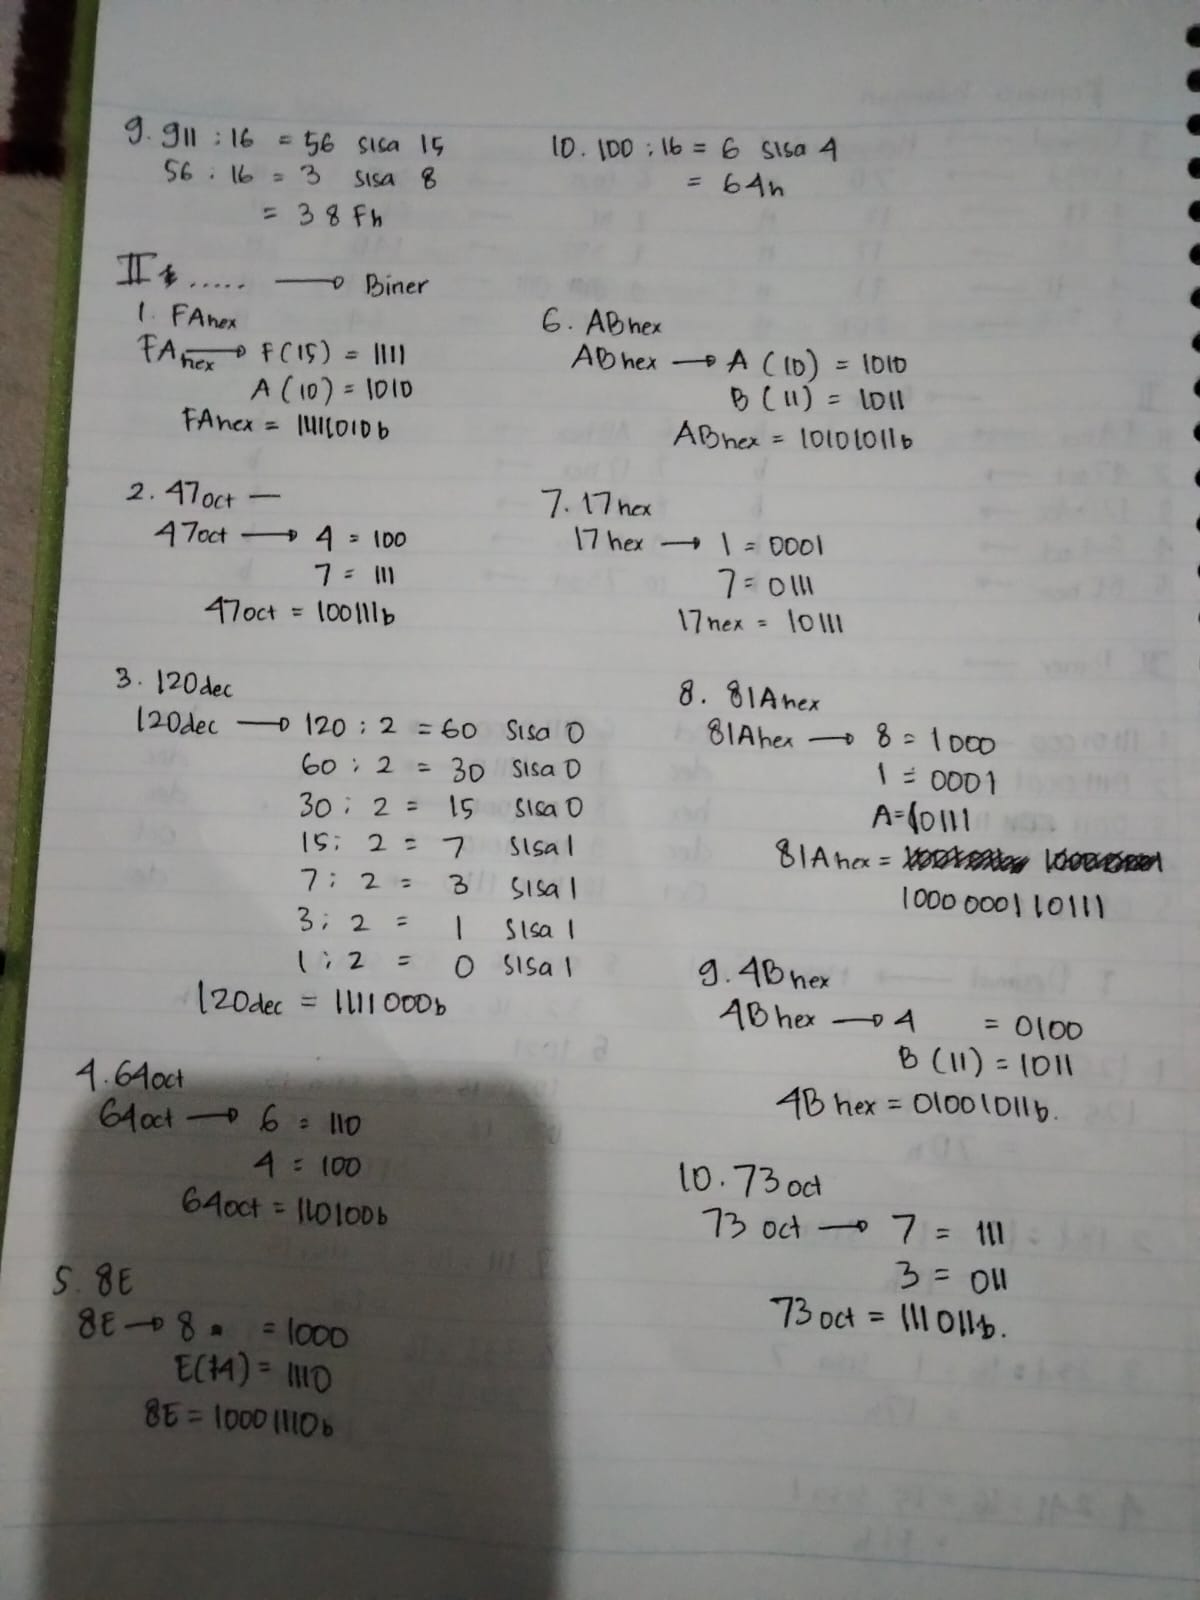 9. 911 : 16 = 56 sisa 15
56 : 16 = 3 sisa 8
= 38Fh
10. 100 : 16 = 6 sisa 4
= 64h
II ..... → Biner
1. FAhex
FAhex → F(15) = 1111
A(10) = 1010
FAhex = 11111010b
2. 47oct —
47oct → 4 = 100
7 = 111
47oct = 100111b
3. 120dec
120dec → 120 : 2 = 60 sisa 0
60 : 2 = 30 sisa 0
30 : 2 = 15 sisa 0
15 : 2 = 7 sisa 1
7 : 2 = 3 sisa 1
3 : 2 = 1 sisa 1
1 : 2 = 0 sisa 1
120dec = 1111000b
4. 64oct
64oct → 6 = 110
4 = 100
64oct = 110100b
5. 8E
8E → 8 = 1000
E(14) = 1110
8E = 10001110b
6. ABhex
ABhex → A(10) = 1010
B(11) = 1011
ABhex = 10101011b
7. 17hex
17hex → 1 = 0001
7 = 0111
17hex = 10111
8. 81Ahex
81Ahex → 8 = 1000
1 = 0001
A = 10111
81Ahex =
1000000110111
9. 4Bhex
4Bhex → 4 = 0100
B(11) = 1011
4Bhex = 01001011b.
10. 73oct
73oct → 7 = 111
3 = 011
73oct = 111011b.